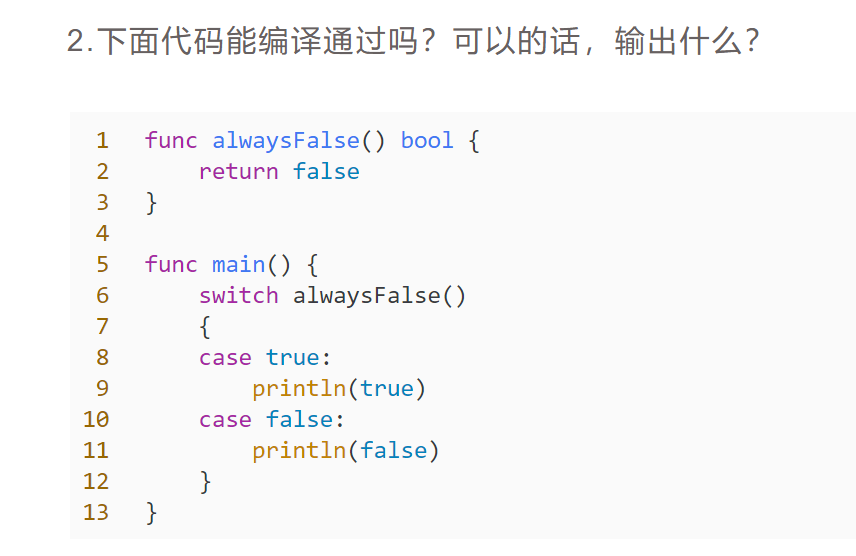 2.下面代码能编译通过吗？可以的话，输出什么？
1 func alwaysFalse() bool {
2     return false
3 }
4
5 func main() {
6     switch alwaysFalse()
7     {
8     case true:
9         println(true)
10     case false:
11         println(false)
12     }
13 }